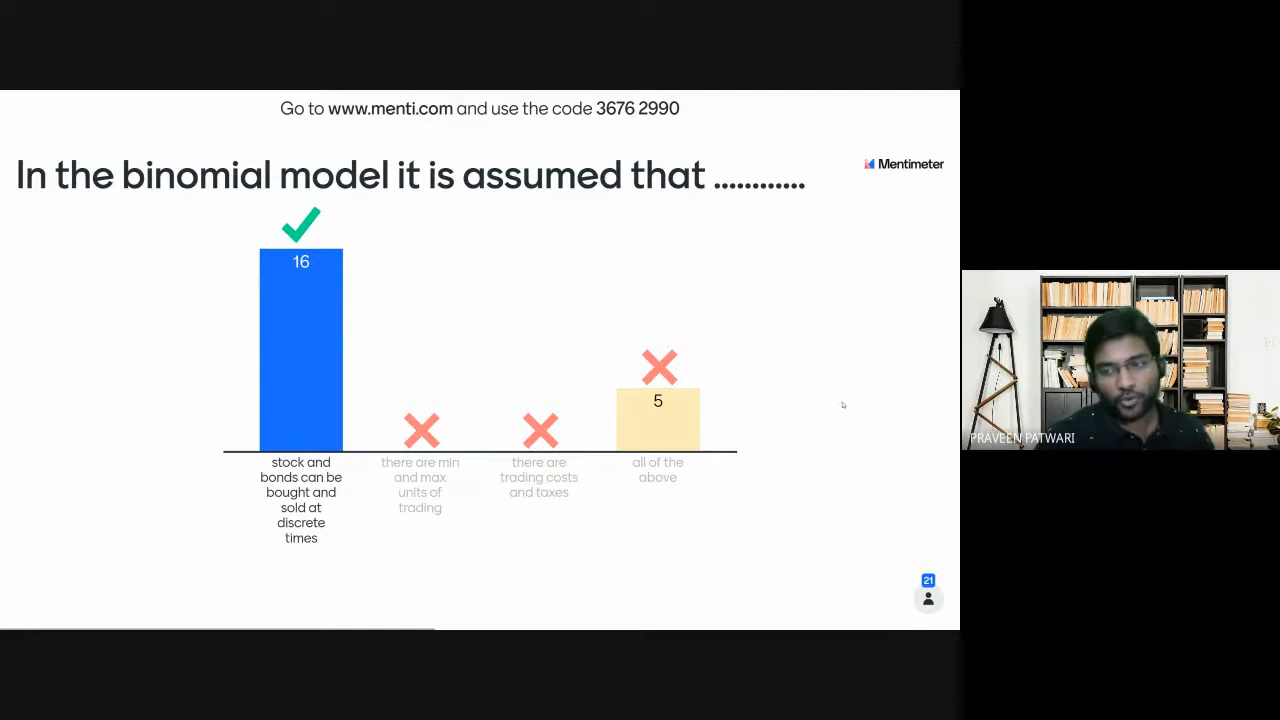 Go to www.menti.com and use the code 3676 2990
In the binomial model it is assumed that ............
Mentimeter
16
5
stock and
bonds can be
bought and
sold at
discrete
times
there are min
and max
units of
trading
there are
trading costs
and taxes
all of the
above
21
PRAVEEN PATWARI